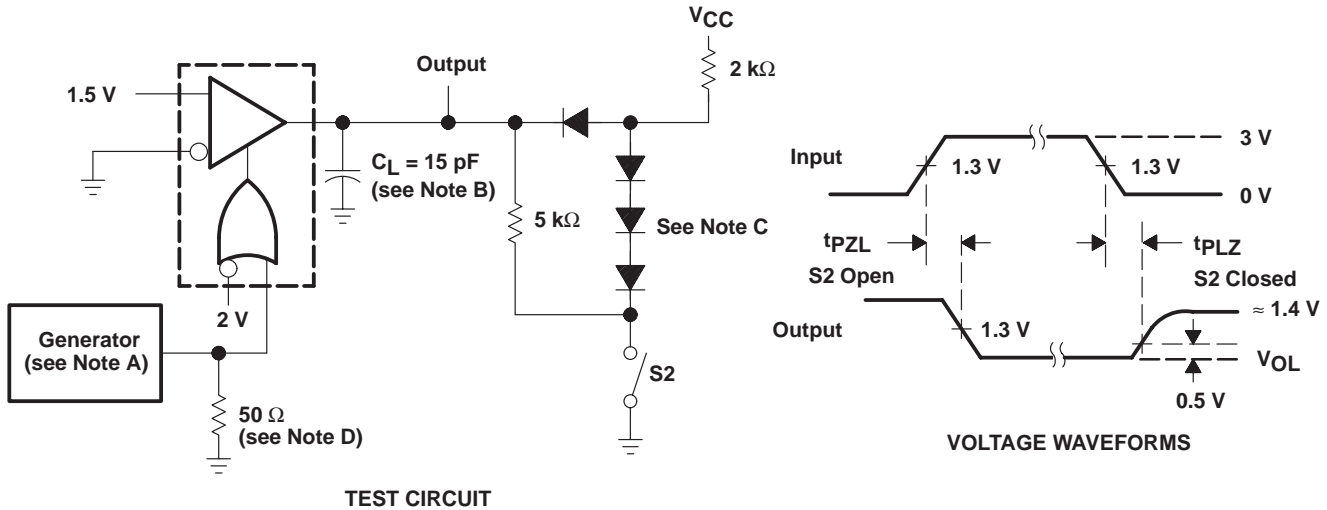 VCC
2 kΩ
Output
1.5 V
CL = 15 pF
(see Note B)
5 kΩ
See Note C
2 V
Generator
(see Note A)
50 Ω
(see Note D)
S2
TEST CIRCUIT
Input
1.3 V
1.3 V
3 V
0 V
tPZL
tPLZ
S2 Open
S2 Closed
Output
1.3 V
≈ 1.4 V
VOL
0.5 V
VOLTAGE WAVEFORMS